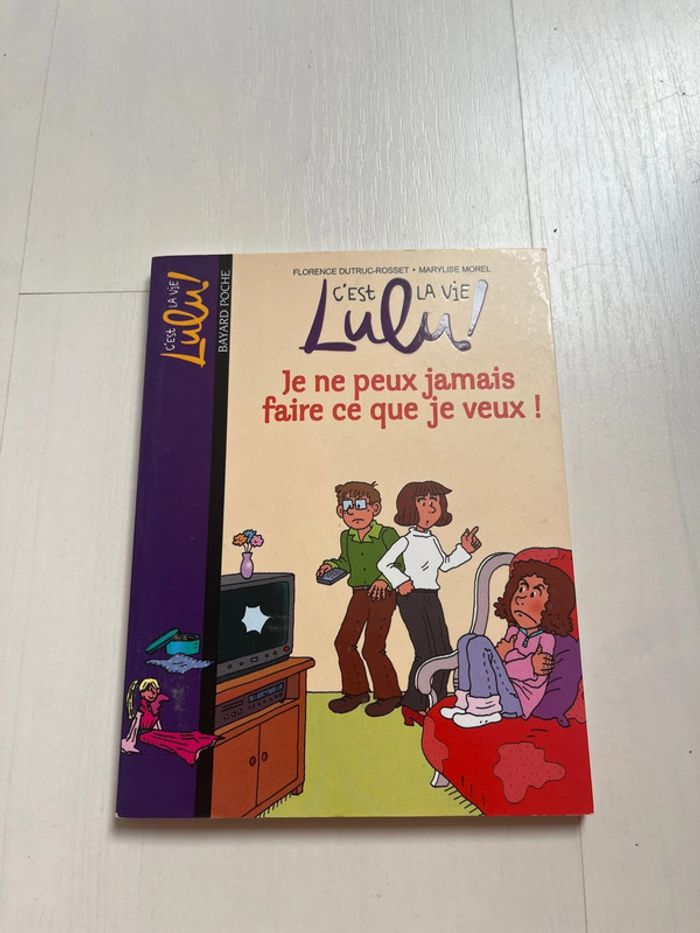 FLORENCE DUTRUC-ROSSET • MARYLISE MOREL
C'EST LA VIE
Lulu!
Je ne peux jamais
faire ce que je veux !
C'EST LA VIE
Lulu!
BAYARD POCHE